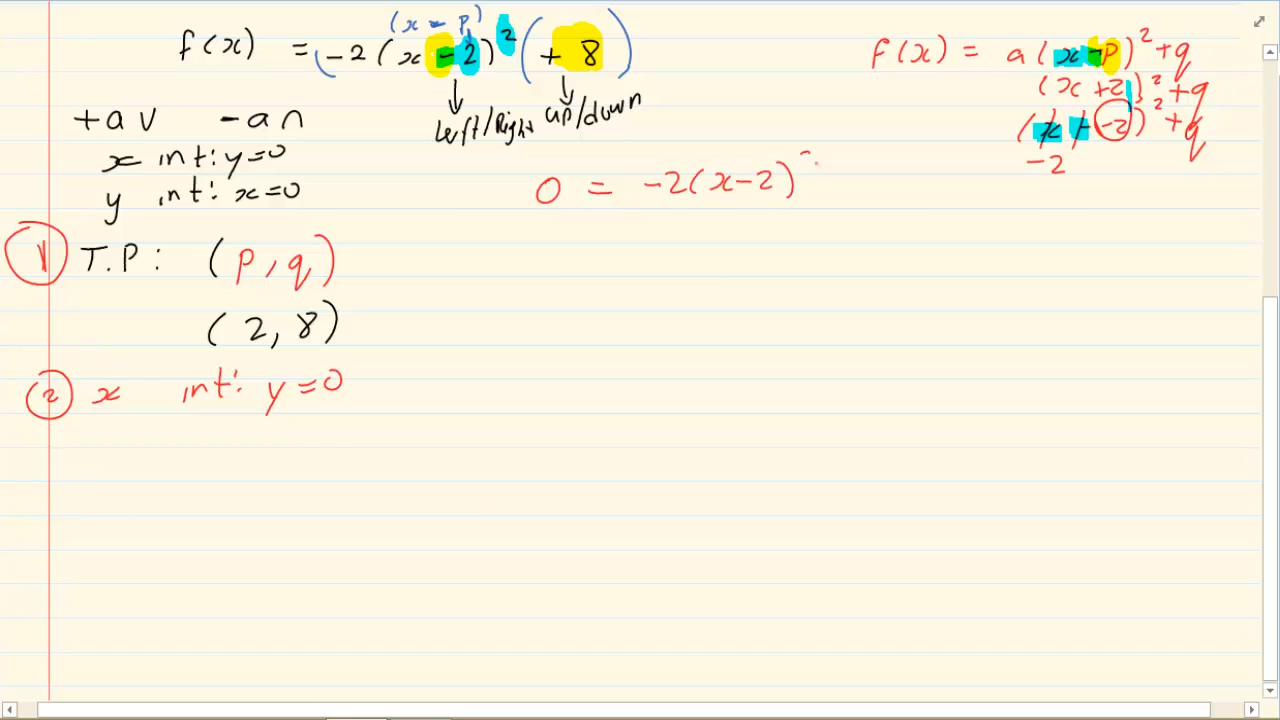 (x - p)
f(x) = -2(x - 2)² (+ 8)
f(x) = a(x - p)² + q
(x + 2)² + q
(x - -2)² + q
-2
left/Right up/down
+a ∪ -a ∩
x int: y=0
y int: x=0
0 = -2(x-2)
1 T.P: (p, q)
(2, 8)
2 x int: y=0